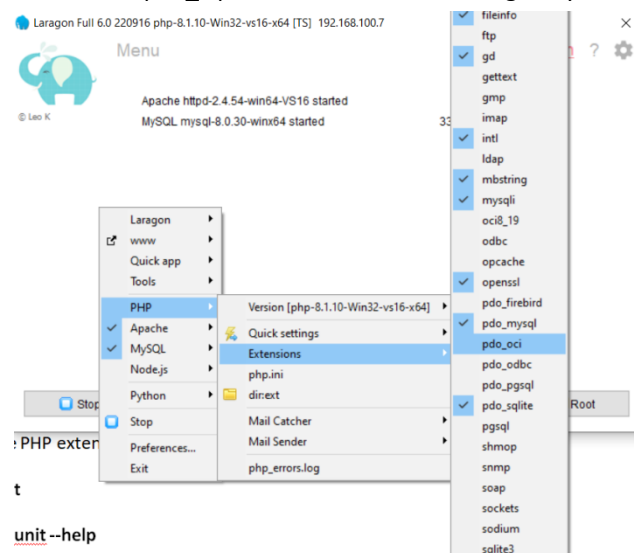 Laragon Full 6.0 220916 php-8.1.10-Win32-vs16-x64 [TS] 192.168.100.7
Menu
?
© Leo K
Apache httpd-2.4.54-win64-VS16 started
MySQL mysql-8.0.30-winx64 started 33
Laragon
www
Quick app
Tools
PHP
Apache
MySQL
Node.js
Python
Stop
Preferences...
Exit
Version [php-8.1.10-Win32-vs16-x64]
Quick settings
Extensions
php.ini
dir:ext
Mail Catcher
Mail Sender
php_errors.log
fileinfo
ftp
gd
gettext
gmp
imap
intl
ldap
mbstring
mysqli
oci8_19
odbc
opcache
openssl
pdo_firebird
pdo_mysql
pdo_oci
pdo_odbc
pdo_pgsql
pdo_sqlite
pgsql
shmop
snmp
soap
sockets
sodium
sqlite3
Stop
Root
PHP exten
t
unit --help